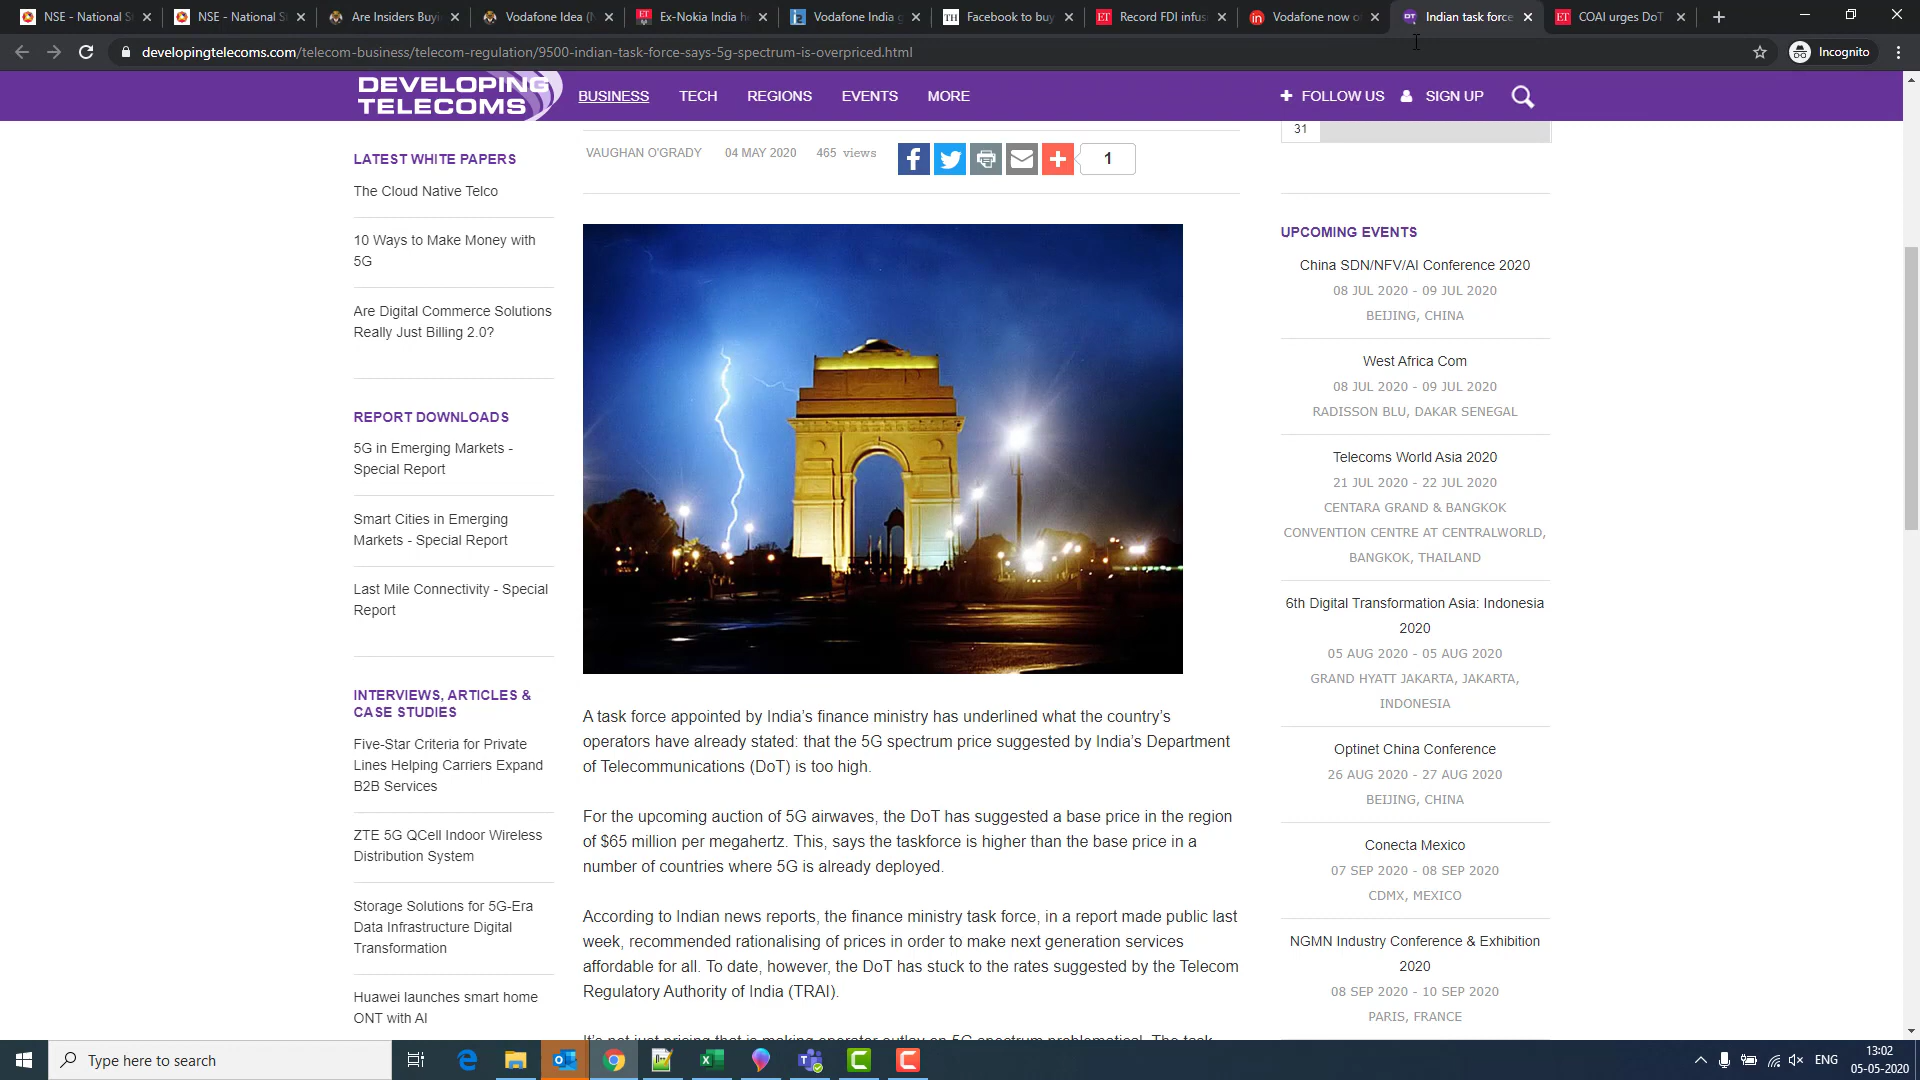 NSE - National S
NSE - National S
Are Insiders Buyi
Vodafone Idea (N
Ex-Nokia India he
Vodafone India g
Facebook to buy
Record FDI infus
Vodafone now o
Indian task force
COAI urges DoT
developingtelecoms.com/telecom-business/telecom-regulation/9500-indian-task-force-says-5g-spectrum-is-overpriced.html
Incognito
DEVELOPING
TELECOMS
BUSINESS TECH REGIONS EVENTS MORE
FOLLOW US SIGN UP
LATEST WHITE PAPERS
The Cloud Native Telco
10 Ways to Make Money with
5G
Are Digital Commerce Solutions
Really Just Billing 2.0?
REPORT DOWNLOADS
5G in Emerging Markets -
Special Report
Smart Cities in Emerging
Markets - Special Report
Last Mile Connectivity - Special
Report
INTERVIEWS, ARTICLES &
CASE STUDIES
Five-Star Criteria for Private
Lines Helping Carriers Expand
B2B Services
ZTE 5G QCell Indoor Wireless
Distribution System
Storage Solutions for 5G-Era
Data Infrastructure Digital
Transformation
Huawei launches smart home
ONT with AI
VAUGHAN O'GRADY 04 MAY 2020 465 views
1
A task force appointed by India’s finance ministry has underlined what the country’s
operators have already stated: that the 5G spectrum price suggested by India’s Department
of Telecommunications (DoT) is too high.
For the upcoming auction of 5G airwaves, the DoT has suggested a base price in the region
of $65 million per megahertz. This, says the taskforce is higher than the base price in a
number of countries where 5G is already deployed.
According to Indian news reports, the finance ministry task force, in a report made public last
week, recommended rationalising of prices in order to make next generation services
affordable for all. To date, however, the DoT has stuck to the rates suggested by the Telecom
Regulatory Authority of India (TRAI).
It's not just pricing that is making operator outlay on 5G spectrum problematical. The task
31
UPCOMING EVENTS
China SDN/NFV/AI Conference 2020
08 JUL 2020 - 09 JUL 2020
BEIJING, CHINA
West Africa Com
08 JUL 2020 - 09 JUL 2020
RADISSON BLU, DAKAR SENEGAL
Telecoms World Asia 2020
21 JUL 2020 - 22 JUL 2020
CENTARA GRAND & BANGKOK
CONVENTION CENTRE AT CENTRALWORLD,
BANGKOK, THAILAND
6th Digital Transformation Asia: Indonesia
2020
05 AUG 2020 - 05 AUG 2020
GRAND HYATT JAKARTA, JAKARTA,
INDONESIA
Optinet China Conference
26 AUG 2020 - 27 AUG 2020
BEIJING, CHINA
Conecta Mexico
07 SEP 2020 - 08 SEP 2020
CDMX, MEXICO
NGMN Industry Conference & Exhibition
2020
08 SEP 2020 - 10 SEP 2020
PARIS, FRANCE
Type here to search
ENG
13:02
05-05-2020